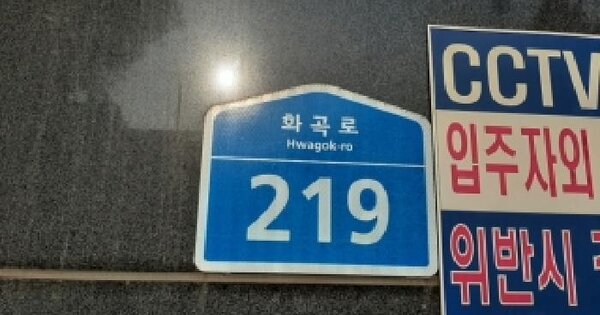 화곡로
Hwagok-ro
219
CCTV
입주자외
위반시